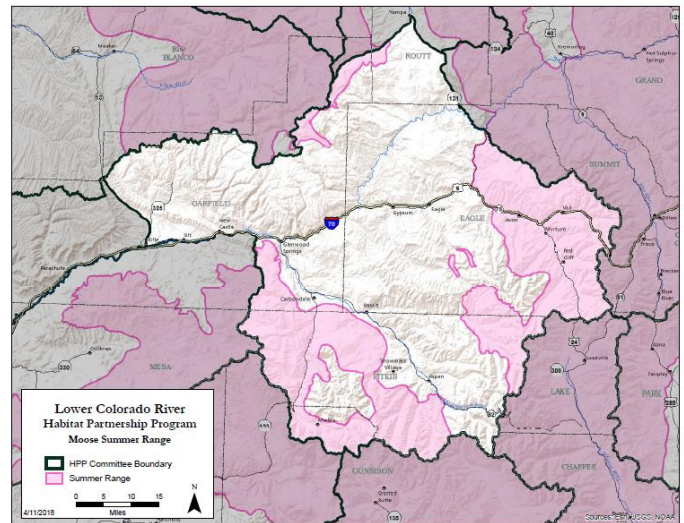 Yampa
Meeker
64
RIO
BLANCO
ROUTT
134
40
Kremmling
Hot Sulphur
Springs
GRAND
13
131
9
SUMMIT
325
GARFIELD
New
Castle
Silt
Rifle
6
70
Gypsum
Eagle
EAGLE
Avon
Vail
Minturn
Red
Cliff
Dillon
Frisco
Glenwood
Springs
Parachute
Blue
River
91
Carbondale
Basalt
Collbran
330
MESA
Snowmass
Village
PITKIN
Aspen
82
24
Leadville
300
LAKE
Alma
Fairplay
PARK
285
133
GUNNISON
Crested
Butte
135
CHAFFEE
Lower Colorado River
Habitat Partnership Program
Moose Summer Range
HPP Committee Boundary
Summer Range
0 5 10 15
Miles
N
4/11/2018
Sources: Esri, USGS, NOAA